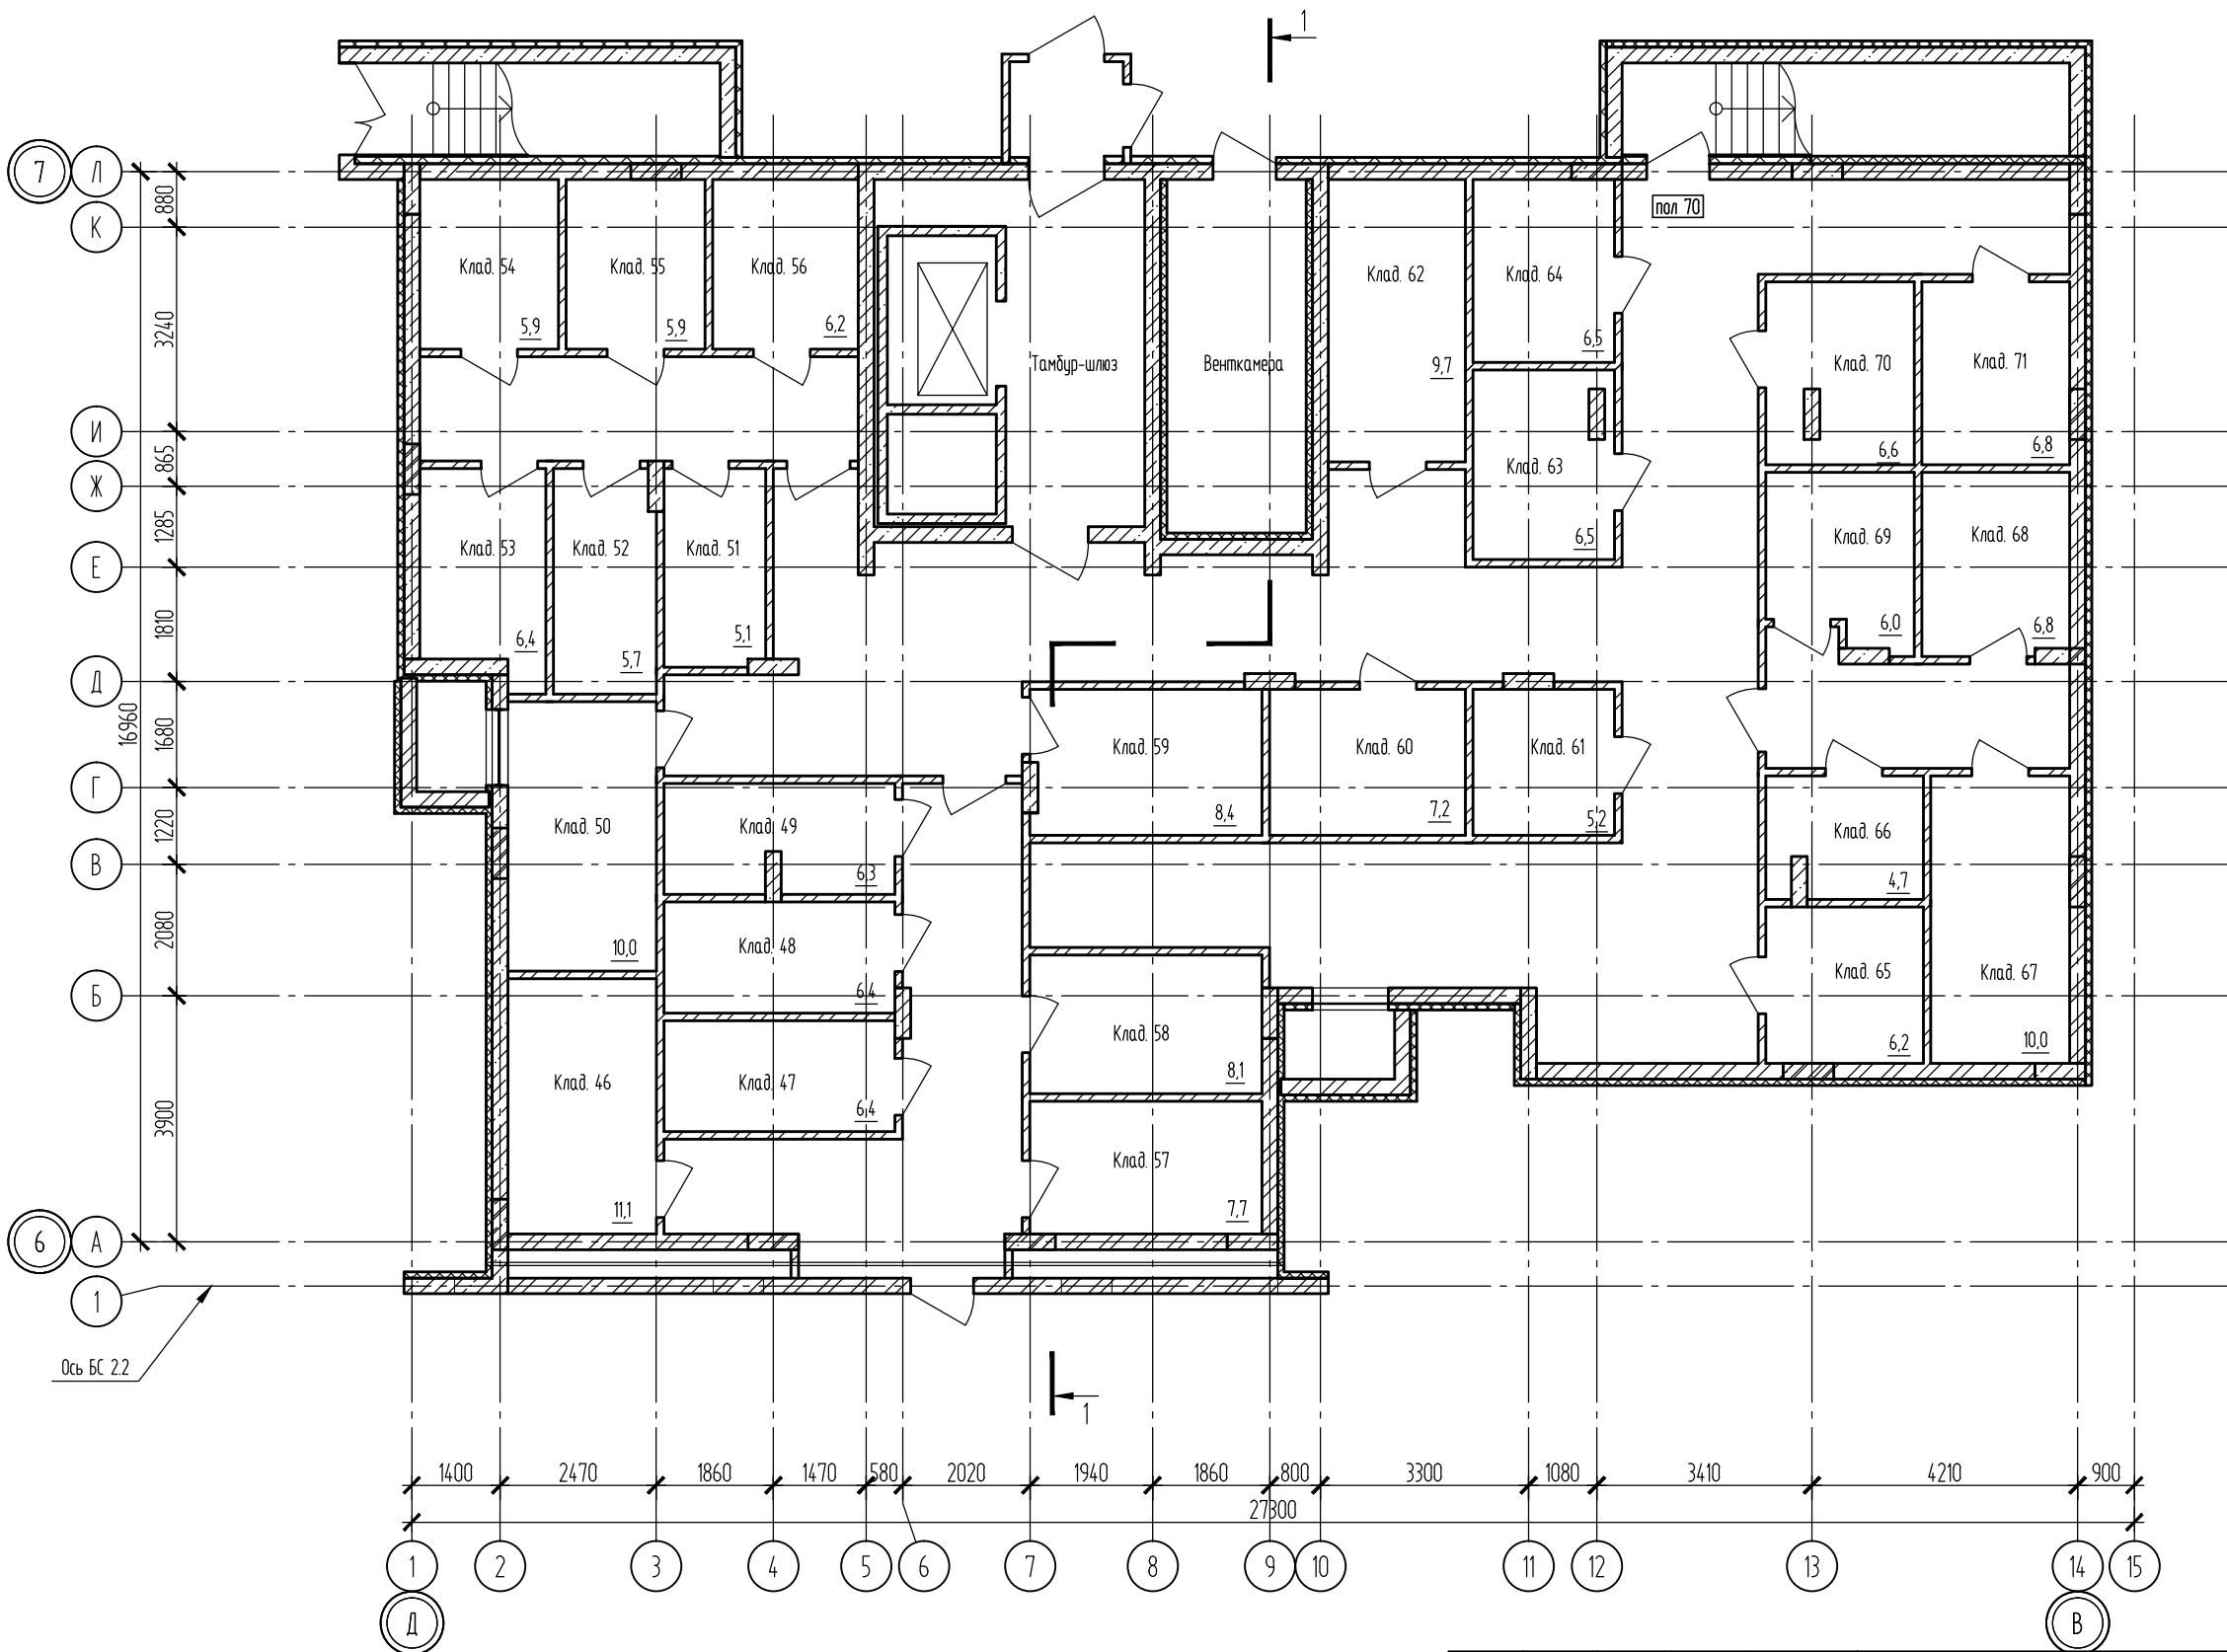 1
7 Л
К
И
Ж
Е
Д
Г
В
Б
6 А
1
Ось БС 2.2
880
3240
865
1285
1810
1680
1220
2080
3900
16960
пол 70
Клад. 54
5,9
Клад. 55
5,9
Клад. 56
6,2
Тамбур-шлюз
Венткамера
Клад. 62
9,7
Клад. 64
6,5
Клад. 70
6,6
Клад. 71
6,8
Клад. 53
6,4
Клад. 52
5,7
Клад. 51
5,1
Клад. 63
6,5
Клад. 69
6,0
Клад. 68
6,8
Клад. 50
10,0
Клад. 49
6,3
Клад. 59
8,4
Клад. 60
7,2
Клад. 61
5,2
Клад. 66
4,7
Клад. 48
6,4
Клад. 58
8,1
Клад. 65
6,2
Клад. 67
10,0
Клад. 46
11,1
Клад. 47
6,4
Клад. 57
7,7
1
1400 2470 1860 1470 580 2020 1940 1860 800 3300 1080 3410 4210 900
27300
1 2 3 4 5 6 7 8 9 10 11 12 13 14 15
Д В